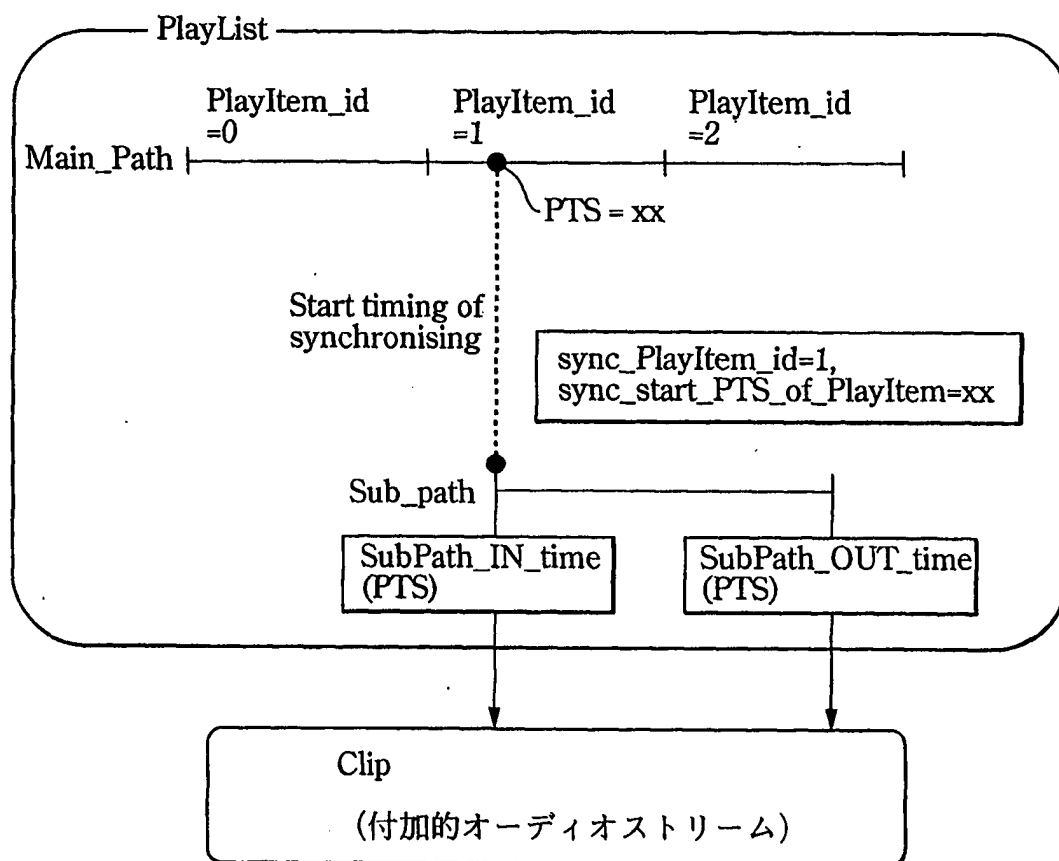 PlayList
PlayItem_id
=0
PlayItem_id
=1
PlayItem_id
=2
Main_Path
PTS = xx
Start timing of
synchronising
sync_PlayItem_id=1,
sync_start_PTS_of_PlayItem=xx
Sub_path
SubPath_IN_time
(PTS)
SubPath_OUT_time
(PTS)
Clip
(付加的オーディオストリーム)